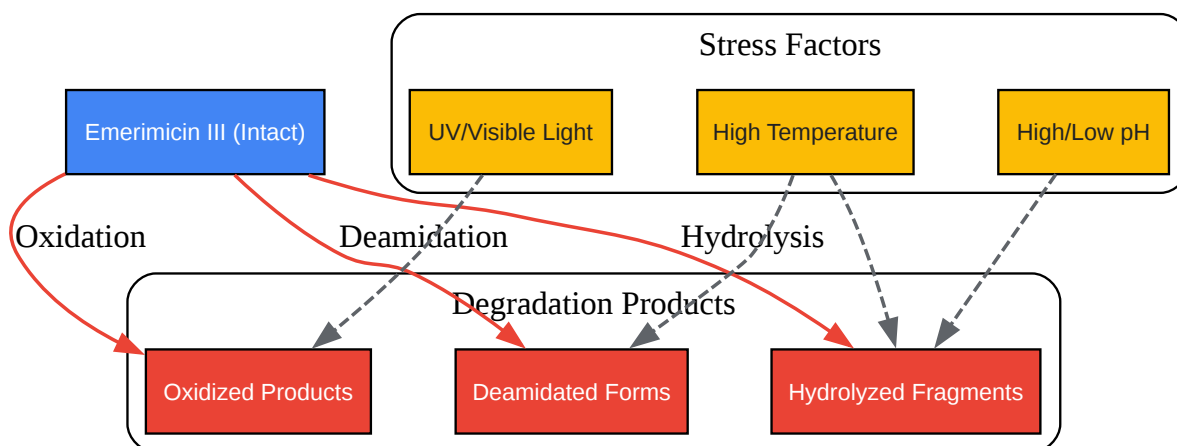 Stress Factors
Emerimicin III (Intact)
UV/Visible Light
High Temperature
High/Low pH
Oxidation
Deamidation
Hydrolysis
Degradation Products
Oxidized Products
Deamidated Forms
Hydrolyzed Fragments